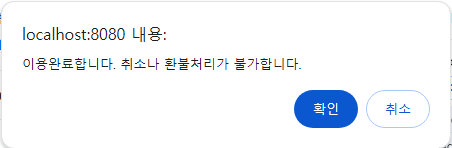 localhost:8080 내용:
이용완료합니다. 취소나 환불처리가 불가합니다.
확인 취소